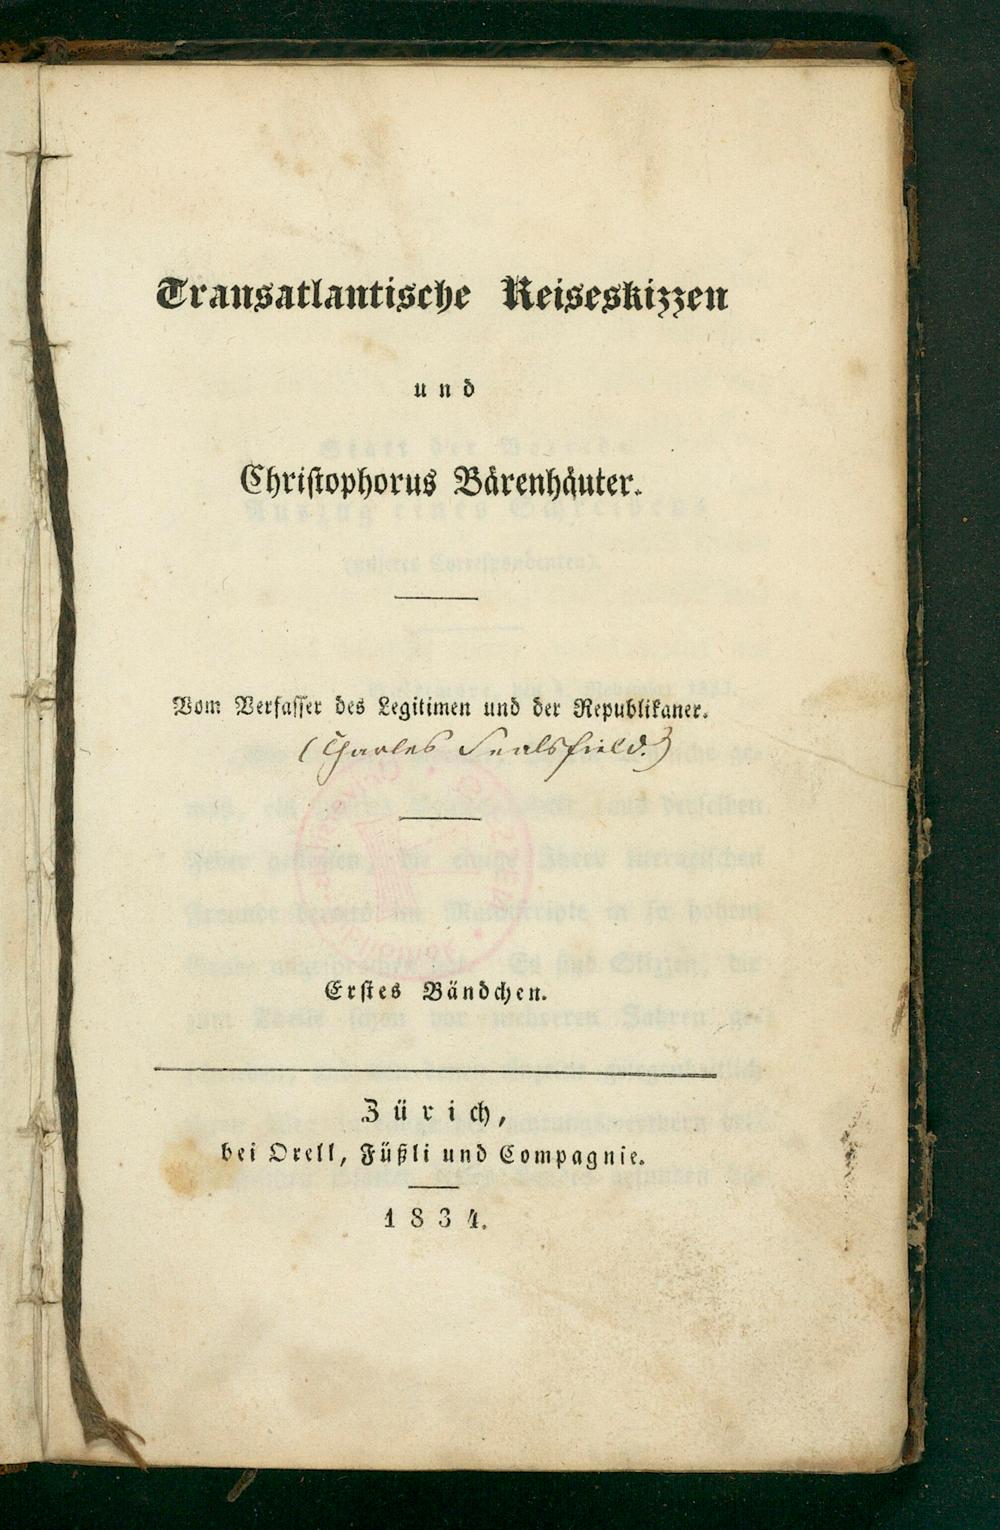 Transatlantische Reiseskizzen
und
Christophorus Bärenhäuter.
Vom Verfasser des Legitimen und der Republikaner.
(Charles Sealsfield.)
Erstes Bändchen.
Zürich,
bei Orell, Füßli und Compagnie.
1834.